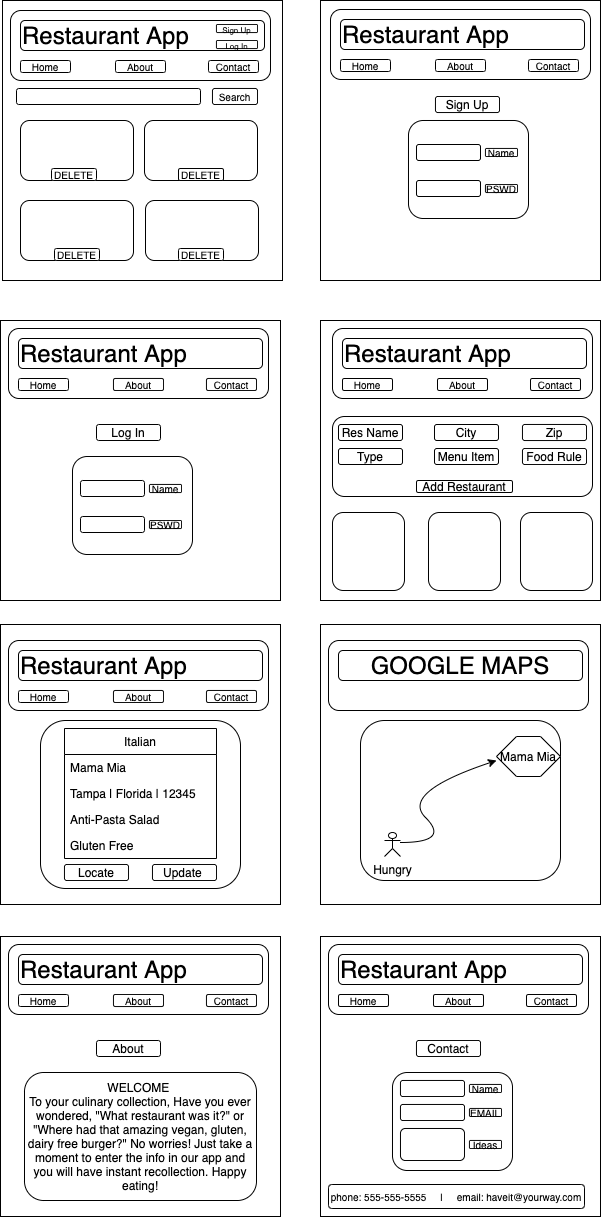 Restaurant App
Sign Up
Log In
Home About Contact
Search
DELETE DELETE
DELETE DELETE
Restaurant App
Home About Contact
Sign Up
Name
PSWD
Restaurant App
Home About Contact
Log In
Name
PSWD
Restaurant App
Home About Contact
Res Name City Zip
Type Menu Item Food Rule
Add Restaurant
Restaurant App
Home About Contact
Italian
Mama Mia
Tampa | Florida | 12345
Anti-Pasta Salad
Gluten Free
Locate Update
GOOGLE MAPS
Mama Mia
Hungry
Restaurant App
Home About Contact
About
WELCOME
To your culinary collection, Have you ever
wondered, "What restaurant was it?" or
"Where had that amazing vegan, gluten,
dairy free burger?" No worries! Just take a
moment to enter the info in our app and
you will have instant recollection. Happy
eating!
Restaurant App
Home About Contact
Contact
Name
EMAIL
Ideas
phone: 555-555-5555 | email: haveit@yourway.com